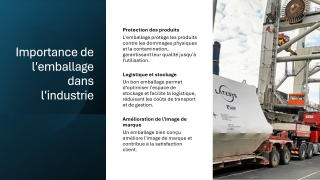 Importance de
l'emballage
dans
l'industrie
Protection des produits
L'emballage protège les produits
contre les dommages physiques
et la contamination,
garantissant leur qualité jusqu'à
l'utilisation.
Logistique et stockage
Un bon emballage permet
d'optimiser l'espace de
stockage et facilite la logistique,
réduisant les coûts de transport
et de gestion.
Amélioration de l'image de
marque
Un emballage bien conçu
améliore l'image de marque et
contribue à la satisfaction
client.